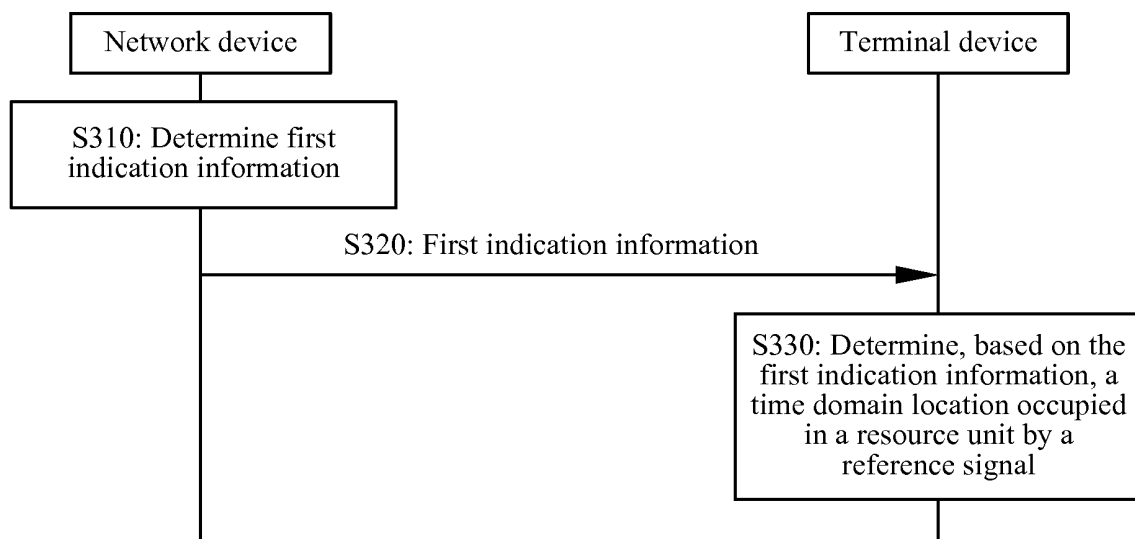 Network device
Terminal device
S310: Determine first
indication information
S320: First indication information
S330: Determine, based on the
first indication information, a
time domain location occupied
in a resource unit by a
reference signal